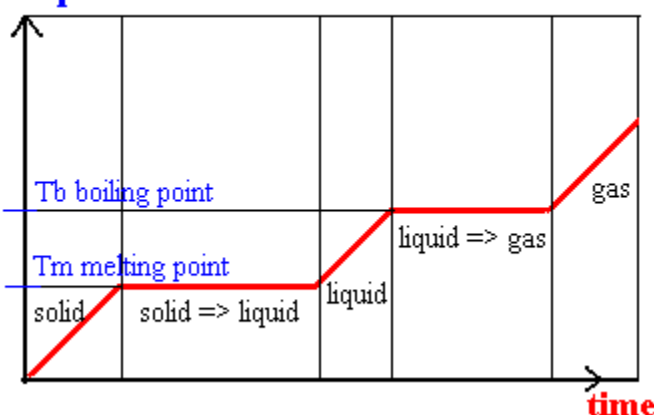 Tb boiling point
gas
liquid => gas
Tm melting point
solid
solid => liquid
liquid
time